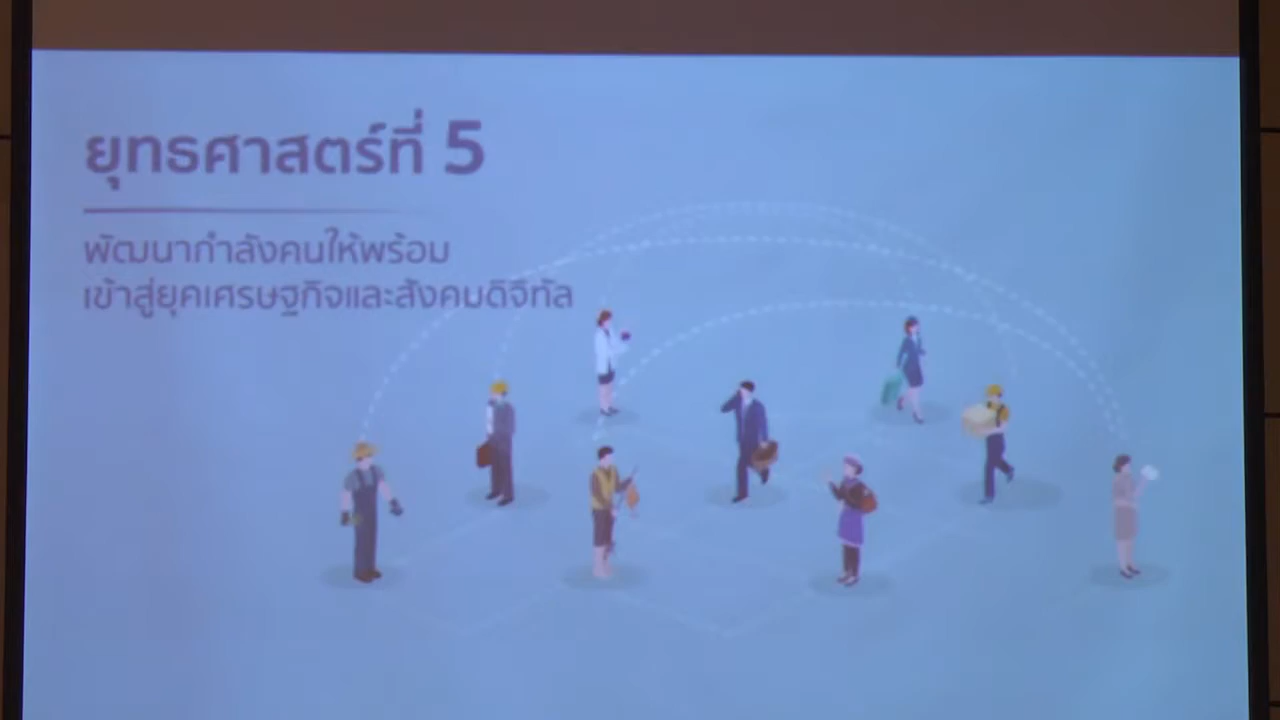 ยุทธศาสตร์ที่ 5
พัฒนากำลังคนให้พร้อม
เข้าสู่ยุคเศรษฐกิจและสังคมดิจิทัล